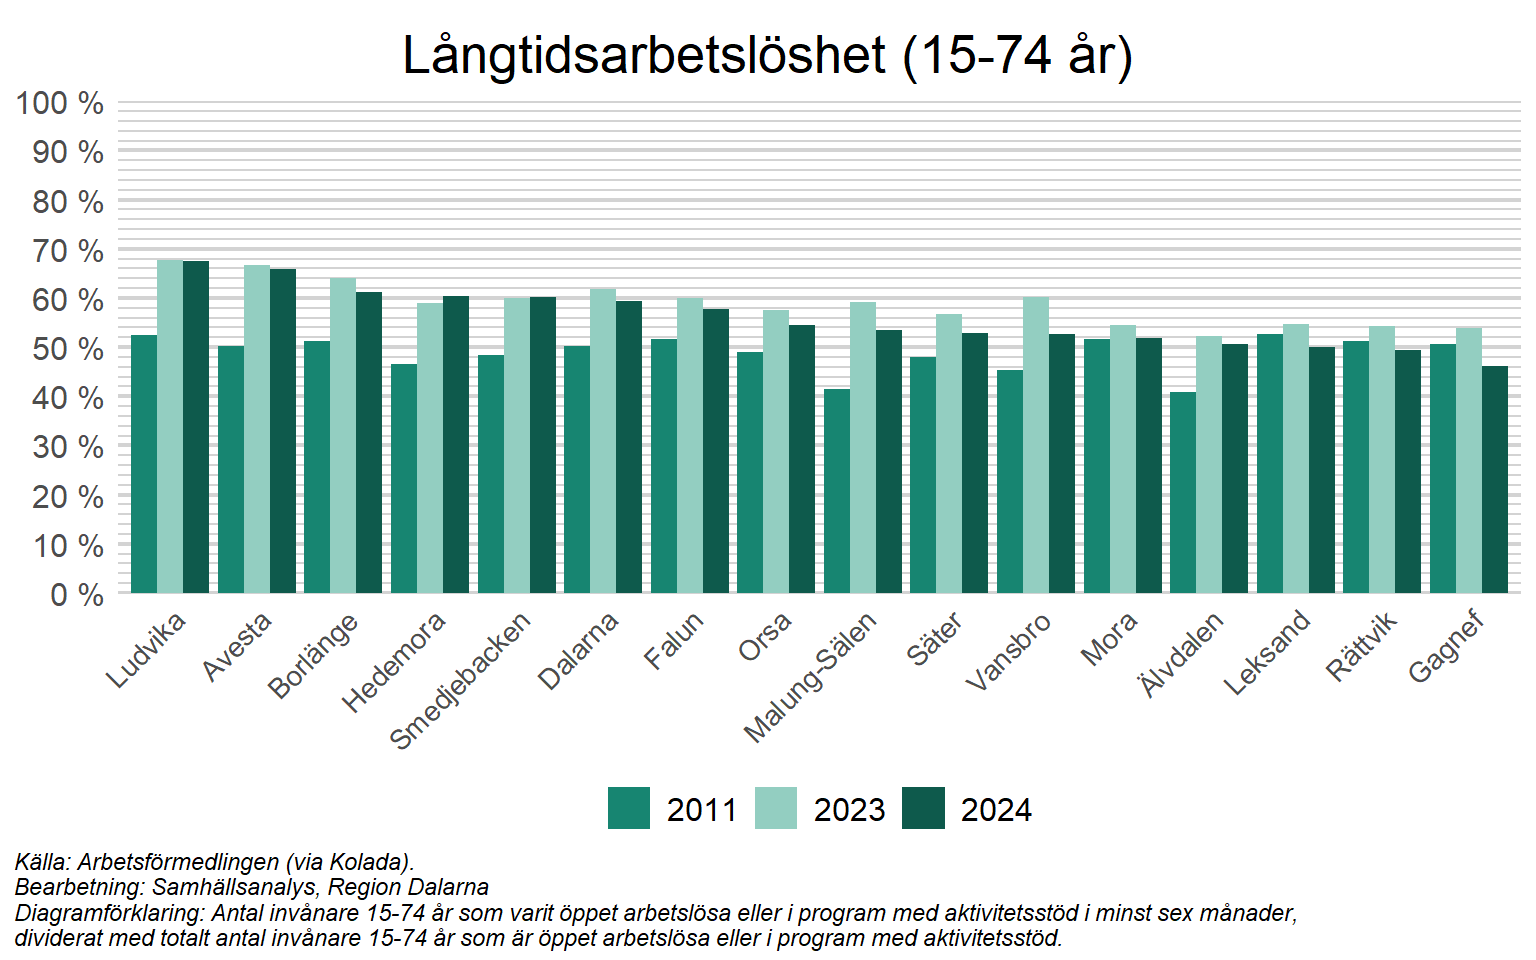 Långtidsarbetslöshet (15-74 år)
100 %
90 %
80 %
70 %
60 %
50 %
40 %
30 %
20 %
10 %
0 %
Ludvika
Avesta
Borlänge
Hedemora
Smedjebacken
Dalarna
Falun
Orsa
Malung-Sälen
Säter
Vansbro
Mora
Älvdalen
Leksand
Rättvik
Gagnef
2011
2023
2024
Källa: Arbetsförmedlingen (via Kolada).
Bearbetning: Samhällsanalys, Region Dalarna
Diagramförklaring: Antal invånare 15-74 år som varit öppet arbetslösa eller i program med aktivitetsstöd i minst sex månader,
dividerat med totalt antal invånare 15-74 år som är öppet arbetslösa eller i program med aktivitetsstöd.